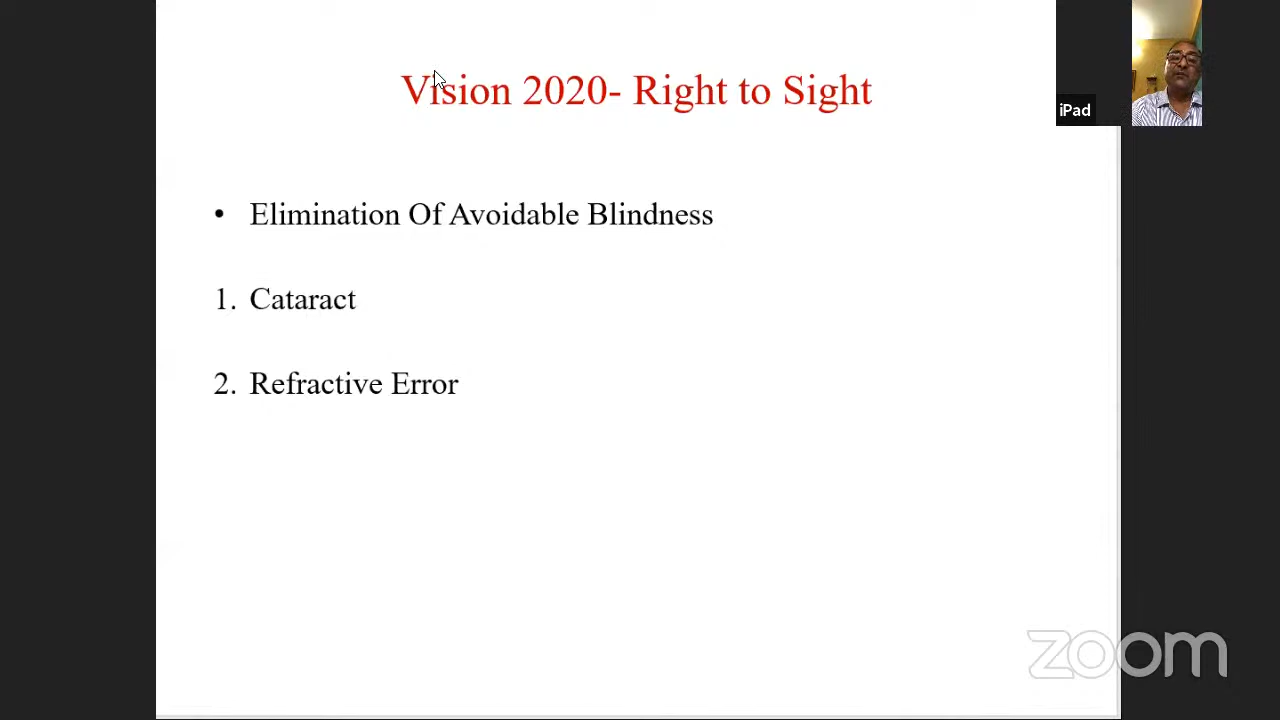 Vision 2020- Right to Sight
iPad
• Elimination Of Avoidable Blindness
1. Cataract
2. Refractive Error
zoom